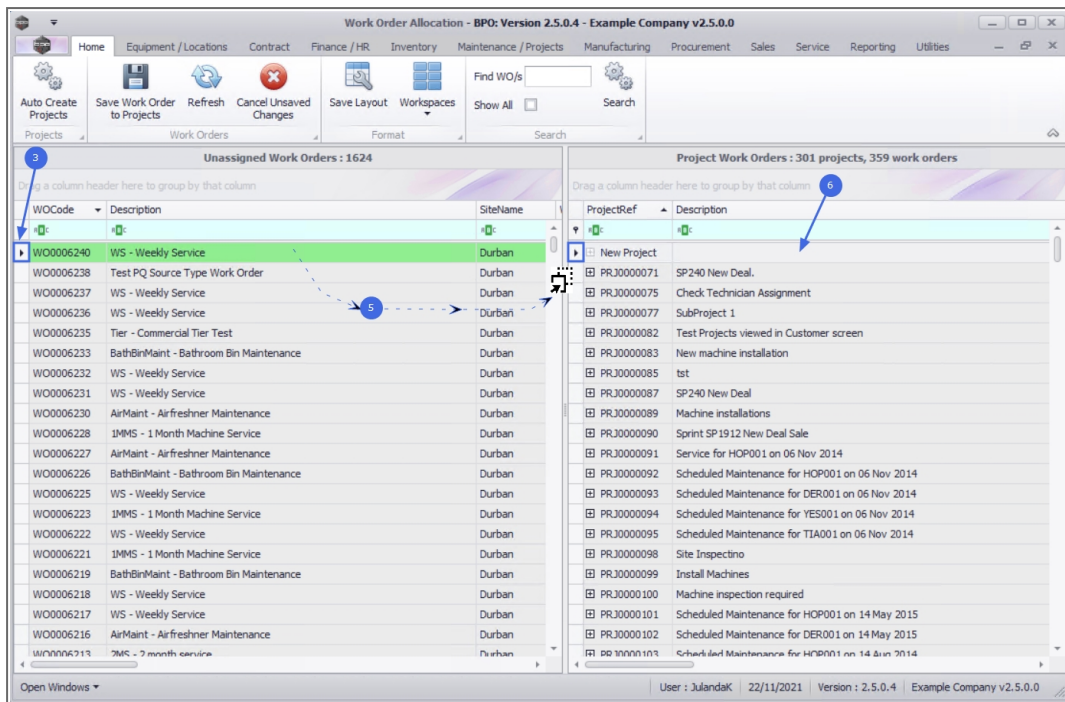 Work Order Allocation - BPO: Version 2.5.0.4 - Example Company v2.5.0.0
Home Equipment / Locations Contract Finance / HR Inventory Maintenance / Projects Manufacturing Procurement Sales Service Reporting Utilities
Auto Create Projects
Save Work Order to Projects
Refresh
Cancel Unsaved Changes
Save Layout
Workspaces
Find WO/s
Show All
Search
Projects Work Orders Format Search
3
Unassigned Work Orders : 1624
Drag a column header here to group by that column
WOCode Description SiteName
WO0006240 WS - Weekly Service Durban
WO0006238 Test PQ Source Type Work Order Durban
WO0006237 WS - Weekly Service Durban
WO0006236 WS - Weekly Service Durban
5
WO0006235 Tier - Commercial Tier Test Durban
WO0006233 BathBinMaint - Bathroom Bin Maintenance Durban
WO0006232 WS - Weekly Service Durban
WO0006231 WS - Weekly Service Durban
WO0006230 AirMaint - Airfreshner Maintenance Durban
WO0006228 1MMS - 1 Month Machine Service Durban
WO0006227 AirMaint - Airfreshner Maintenance Durban
WO0006226 BathBinMaint - Bathroom Bin Maintenance Durban
WO0006225 WS - Weekly Service Durban
WO0006223 1MMS - 1 Month Machine Service Durban
WO0006222 WS - Weekly Service Durban
WO0006221 1MMS - 1 Month Machine Service Durban
WO0006219 BathBinMaint - Bathroom Bin Maintenance Durban
WO0006218 WS - Weekly Service Durban
WO0006217 WS - Weekly Service Durban
WO0006216 AirMaint - Airfreshner Maintenance Durban
WO0006213 2MS - 2 month service Durban
Project Work Orders : 301 projects, 359 work orders
Drag a column header here to group by that column
6
ProjectRef Description
New Project
PRJ0000071 SP240 New Deal.
PRJ0000075 Check Technician Assignment
PRJ0000077 SubProject 1
PRJ0000082 Test Projects viewed in Customer screen
PRJ0000083 New machine installation
PRJ0000085 tst
PRJ0000087 SP240 New Deal
PRJ0000089 Machine installations
PRJ0000090 Sprint SP1912 New Deal Sale
PRJ0000091 Service for HOP001 on 06 Nov 2014
PRJ0000092 Scheduled Maintenance for HOP001 on 06 Nov 2014
PRJ0000093 Scheduled Maintenance for DER001 on 06 Nov 2014
PRJ0000094 Scheduled Maintenance for YES001 on 06 Nov 2014
PRJ0000095 Scheduled Maintenance for TIA001 on 06 Nov 2014
PRJ0000098 Site Inspectino
PRJ0000099 Install Machines
PRJ0000100 Machine inspection required
PRJ0000101 Scheduled Maintenance for HOP001 on 14 May 2015
PRJ0000102 Scheduled Maintenance for DER001 on 14 May 2015
PRJ0000103 Scheduled Maintenance for HOP001 on 14 Aug 2014
Open Windows User : JulandaK 22/11/2021 Version : 2.5.0.4 Example Company v2.5.0.0